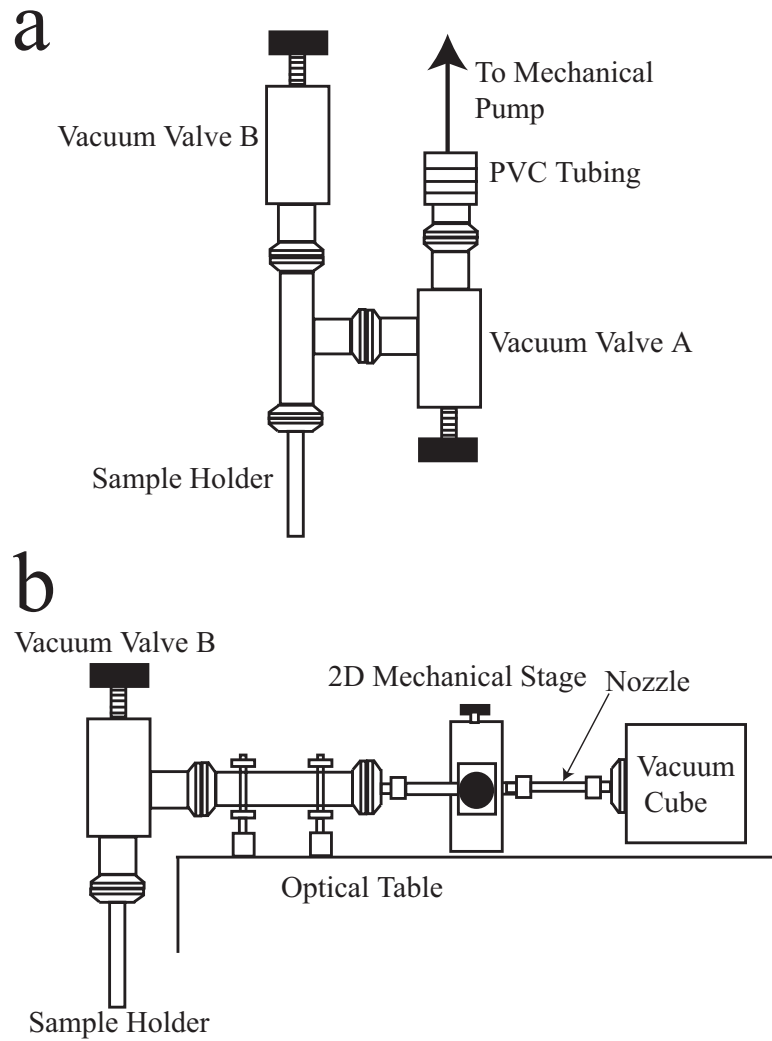 a
To Mechanical
Pump
Vacuum Valve B
PVC Tubing
Vacuum Valve A
Sample Holder
b
Vacuum Valve B
2D Mechanical Stage
Nozzle
Vacuum
Cube
Optical Table
Sample Holder